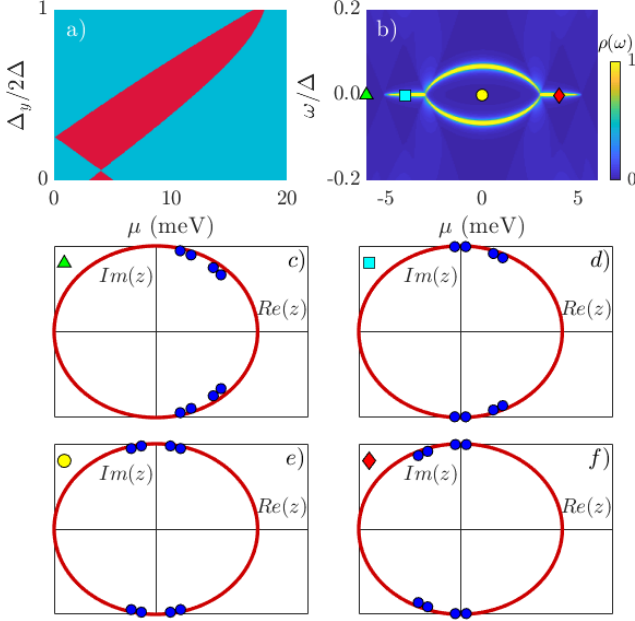 a)
1
0
Δ_y/2Δ
0
10
20
μ (meV)
b)
0.2
0.0
-0.2
ω/Δ
-5
0
5
μ (meV)
ρ(ω)
1
0
c)
Im(z)
Re(z)
d)
Im(z)
Re(z)
e)
Im(z)
Re(z)
f)
Im(z)
Re(z)